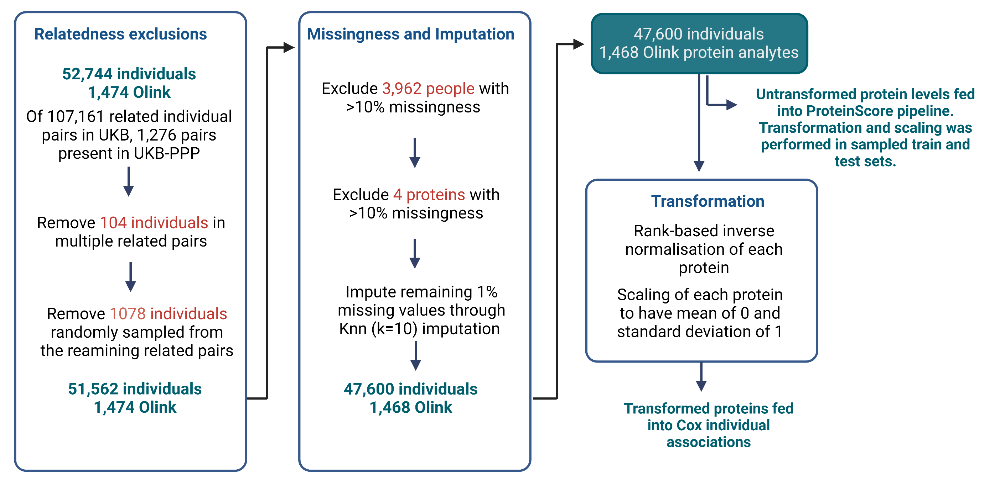 Relatedness exclusions
52,744 individuals
1,474 Olink
Of 107,161 related individual
pairs in UKB, 1,276 pairs
present in UKB-PPP
Remove 104 individuals in
multiple related pairs
Remove 1078 individuals
randomly sampled from
the reamining related pairs
51,562 individuals
1,474 Olink
Missingness and Imputation
Exclude 3,962 people with
>10% missingness
Exclude 4 proteins with
>10% missingness
Impute remaining 1%
missing values through
Knn (k=10) imputation
47,600 individuals
1,468 Olink
47,600 individuals
1,468 Olink protein analytes
Untransformed protein levels fed
into ProteinScore pipeline.
Transformation and scaling was
performed in sampled train and
test sets.
Transformation
Rank-based inverse
normalisation of each
protein
Scaling of each protein
to have mean of 0 and
standard deviation of 1
Transformed proteins fed
into Cox individual
associations